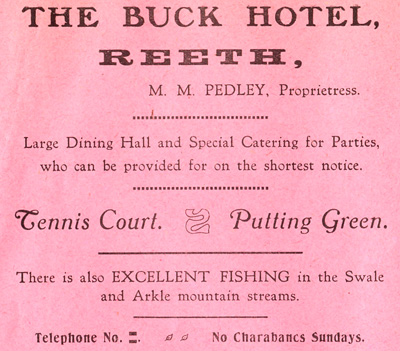 THE BUCK HOTEL,
REETH,
M. M. PEDLEY, Proprietress.
Large Dining Hall and Special Catering for Parties,
who can be provided for on the shortest notice.
Tennis Court. Putting Green.
There is also EXCELLENT FISHING in the Swale
and Arkle mountain streams.
Telephone No. No Charabancs Sundays.